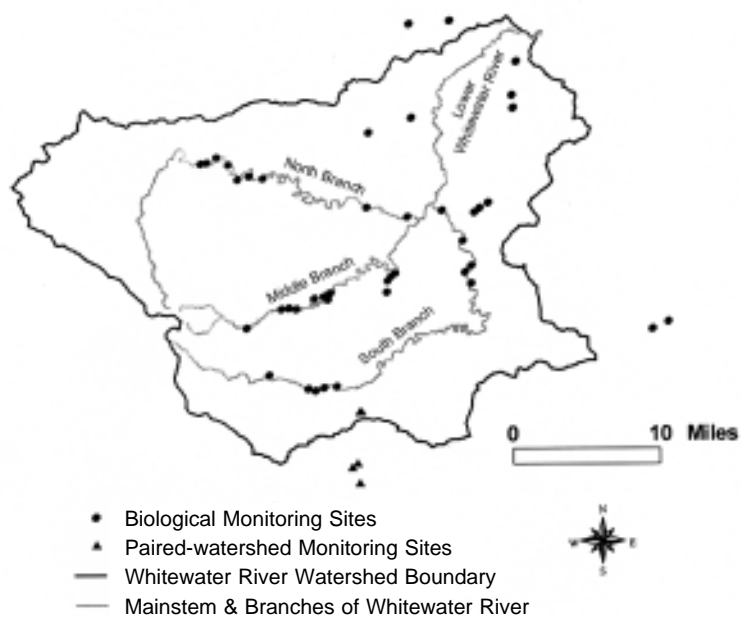 Lower
Whitewater River
North Branch
Middle Branch
South Branch
0 10 Miles
N
W E
S
Biological Monitoring Sites
Paired-watershed Monitoring Sites
Whitewater River Watershed Boundary
Mainstem & Branches of Whitewater River